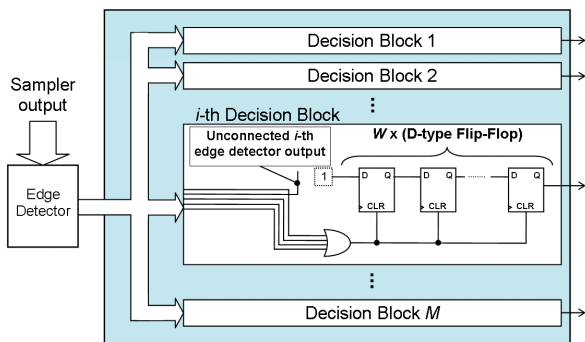 Decision Block 1
Decision Block 2
Sampler
output
i-th Decision Block
Unconnected i-th
edge detector output
W x (D-type Flip-Flop)
1
D Q
CLR
D Q
CLR
D Q
CLR
Edge
Detector
Decision Block M